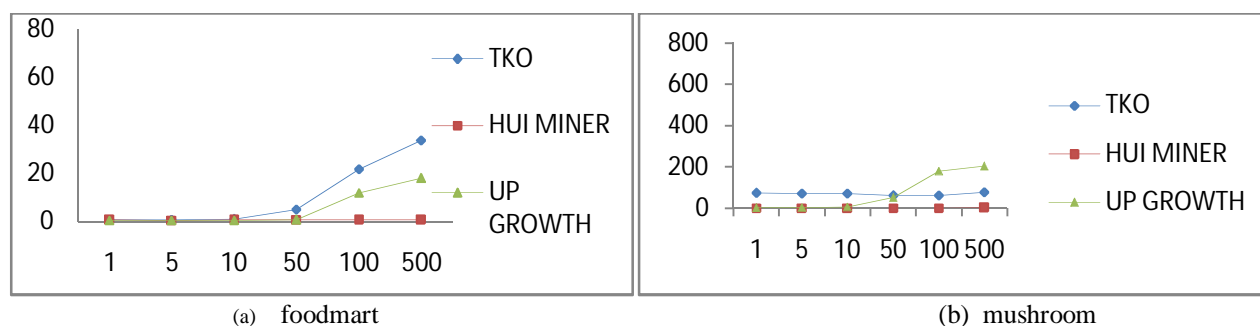 80
60
40
20
0
1 5 10 50 100 500
TKO
HUI MINER
UP
GROWTH
(a) foodmart
800
600
400
200
0
1 5 10 50 100 500
TKO
HUI MINER
UP GROWTH
(b) mushroom